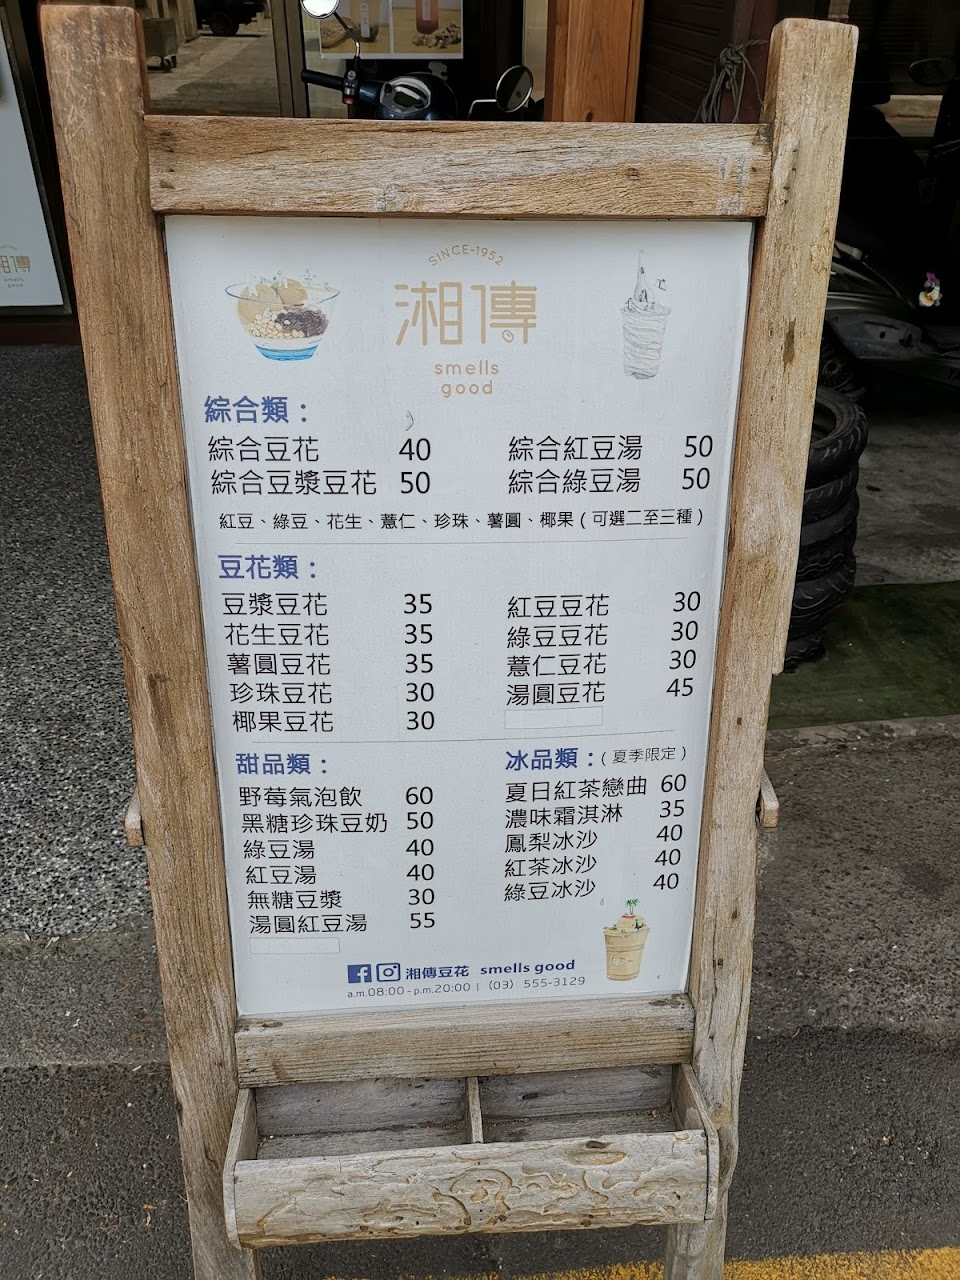 SINCE-1952
湘傳
smells
good
綜合類：
綜合豆花 40
綜合豆漿豆花 50
綜合紅豆湯 50
綜合綠豆湯 50
紅豆、綠豆、花生、薏仁、珍珠、薯圓、椰果（可選二至三種）
豆花類：
豆漿豆花 35
花生豆花 35
薯圓豆花 35
珍珠豆花 30
椰果豆花 30
紅豆豆花 30
綠豆豆花 30
薏仁豆花 30
湯圓豆花 45
甜品類：
野莓氣泡飲 60
黑糖珍珠豆奶 50
綠豆湯 40
紅豆湯 40
無糖豆漿 30
湯圓紅豆湯 55
冰品類：（夏季限定）
夏日紅茶戀曲 60
濃味霜淇淋 35
鳳梨冰沙 40
紅茶冰沙 40
綠豆冰沙 40
湘傳豆花 smells good
a.m.08:00-p.m.20:00 | （03）555-3129